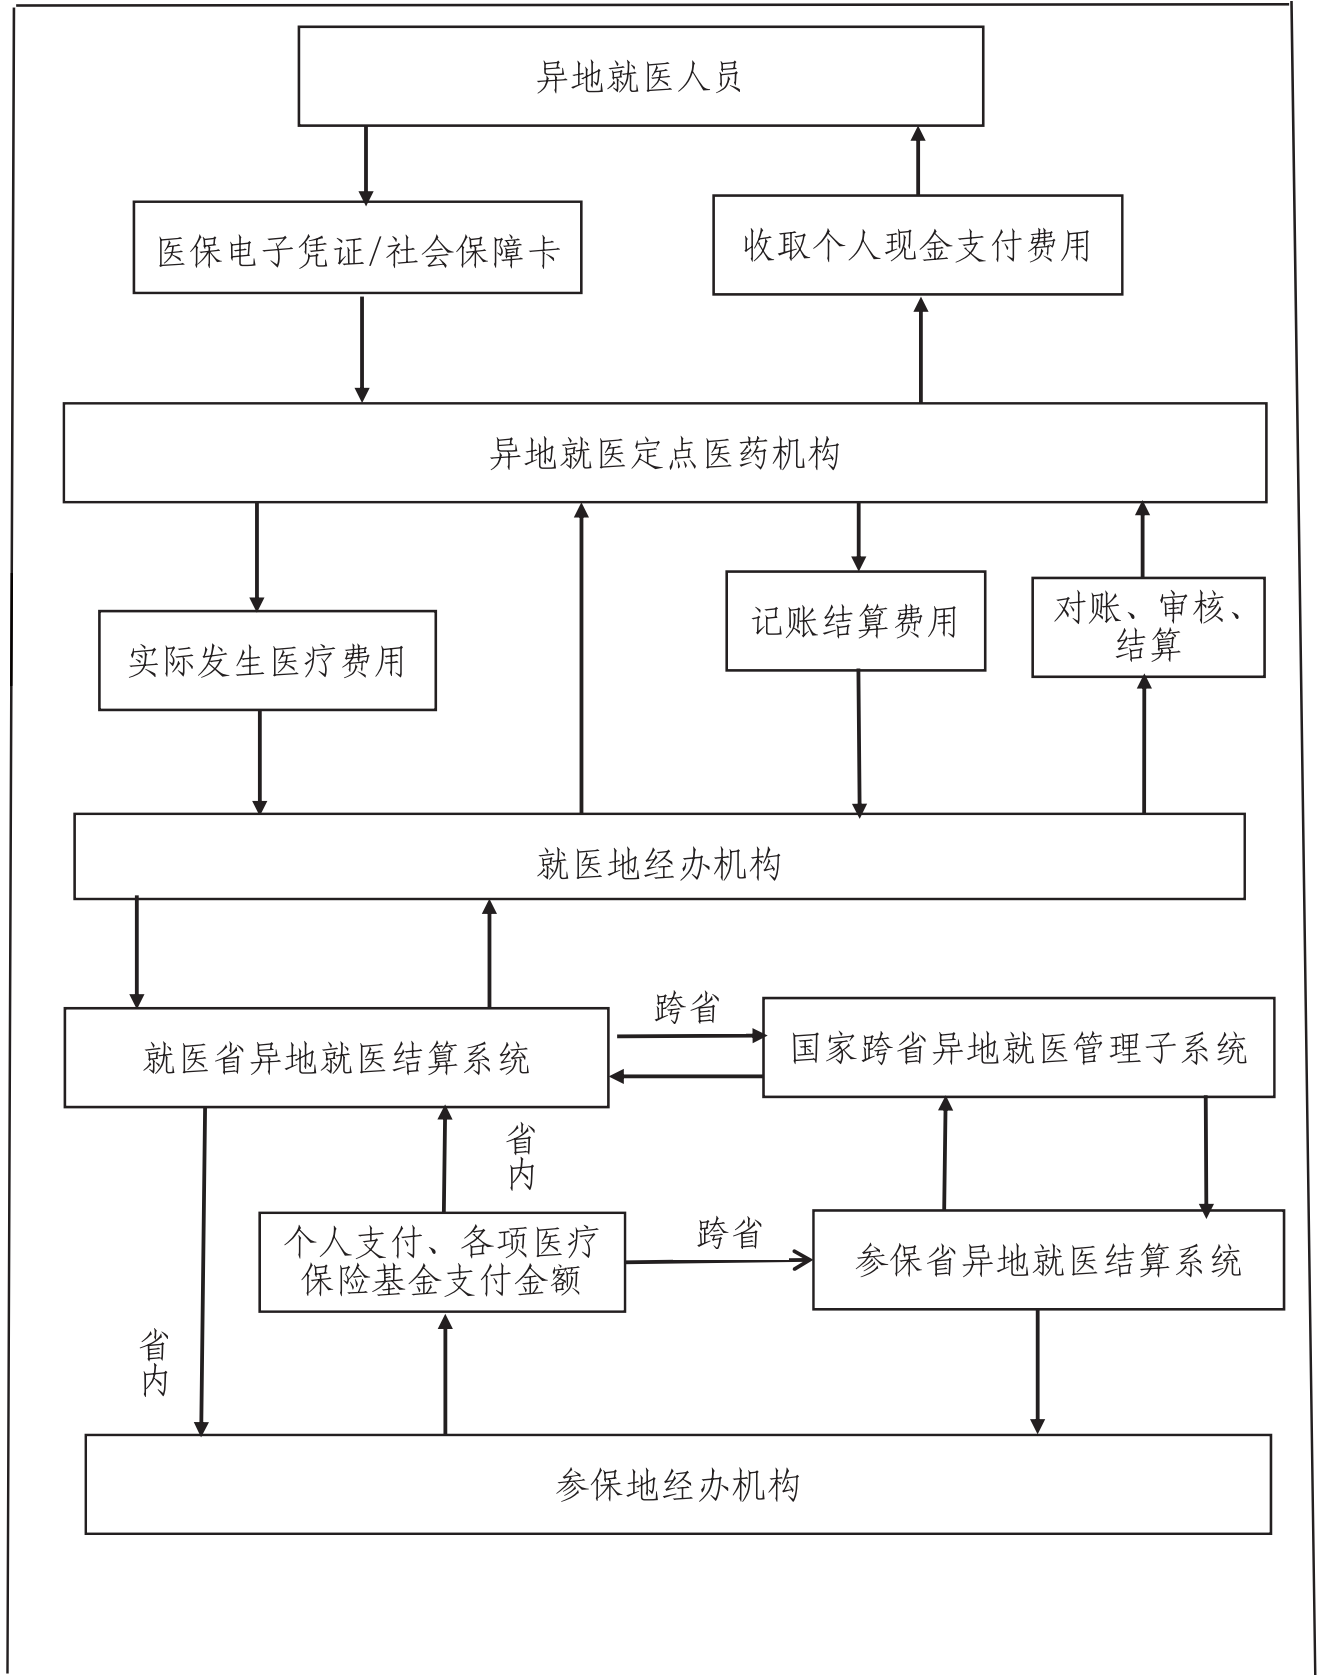 异地就医人员
医保电子凭证/社会保障卡
收取个人现金支付费用
异地就医定点医药机构
实际发生医疗费用
记账结算费用
对账、审核、
结算
就医地经办机构
就医省异地就医结算系统
跨省
国家跨省异地就医管理子系统
省
内
个人支付、各项医疗
保险基金支付金额
跨省
参保省异地就医结算系统
省
内
参保地经办机构